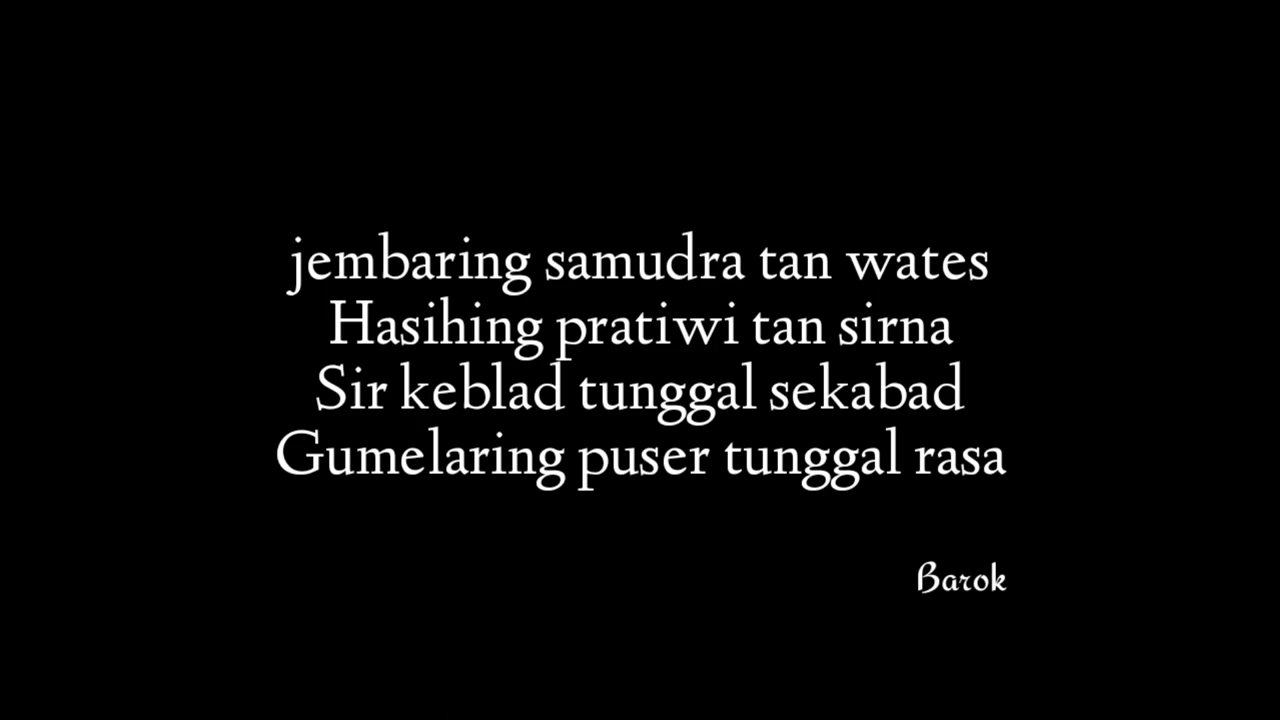 jembaring samudra tan wates
Hasihing pratiwi tan sirna
Sir keblad tunggal sekabad
Gumelaring puser tunggal rasa
Barok